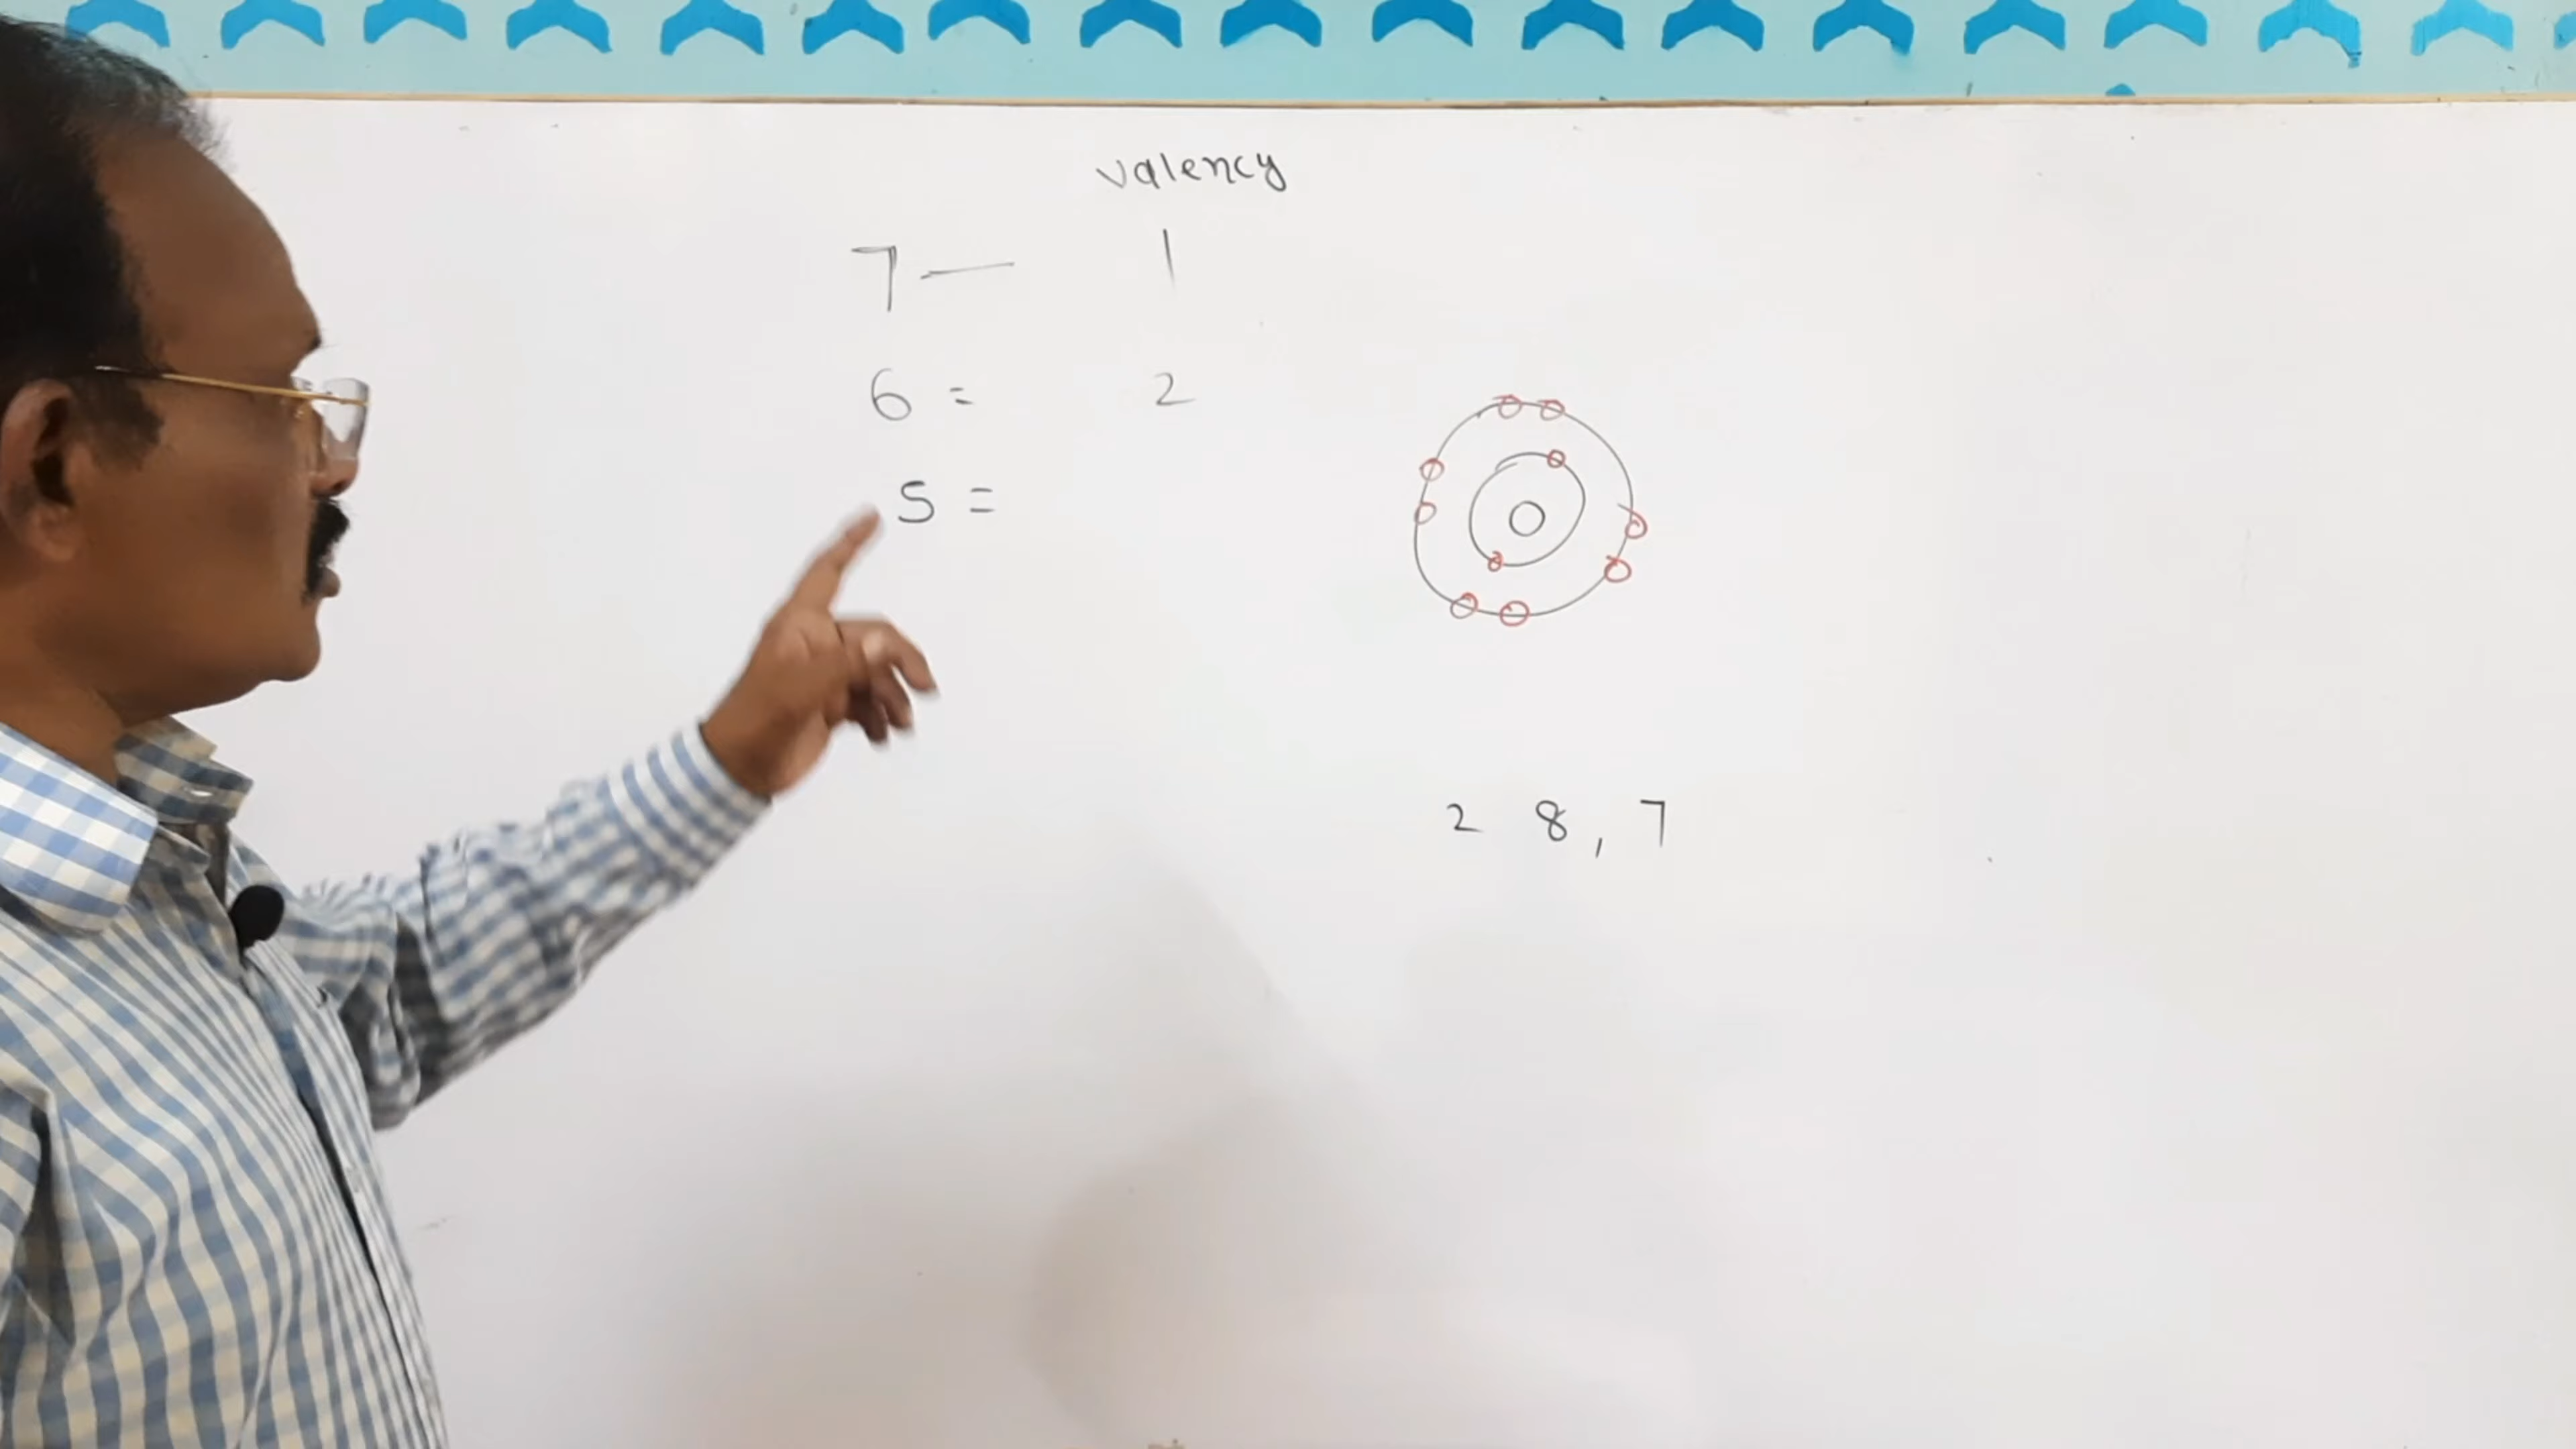 valency
7 — 1
6 = 2
5 =
2 8, 7